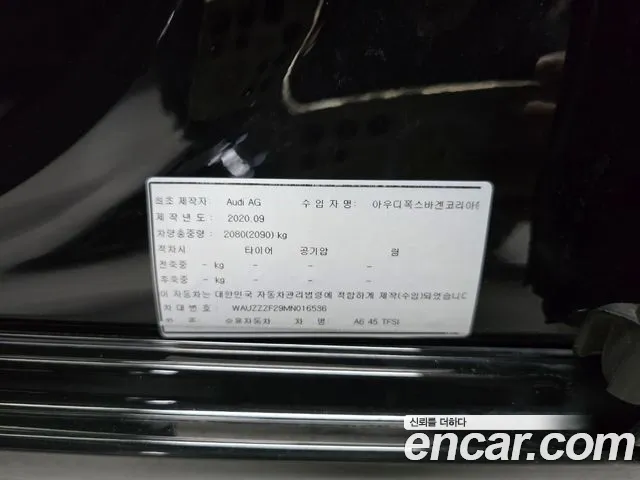 최초 제작자: Audi AG 수 입 자 명: 아우디폭스바겐코리아
제 작 년 도 : 2020.09
차량총중량 : 2080(2090) kg
적차시 타이어 공기압 림
전축중 - kg
후축중 - kg
이 자동차는 대한민국 자동차관리법령에 적합하게 제작(수입)되었습니
차 대 번 호 : WAUZZZF29MN016536
승용자동차 차 명: A6 45 TFSI
신뢰를 더하다
encar.com